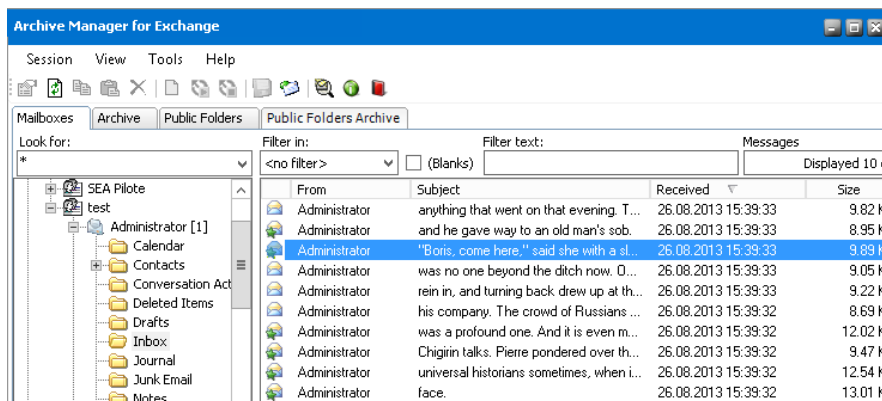 Archive Manager for Exchange
Session View Tools Help
Mailboxes Archive Public Folders Public Folders Archive
Look for: Filter in: Filter text: Messages
* <no filter> (Blanks) Displayed 10
From Subject Received Size
SEA Pilote
test
Administrator [1]
Calendar
Contacts
Conversation Act
Deleted Items
Drafts
Inbox
Journal
Junk Email
Notes
Administrator anything that went on that evening. T... 26.08.2013 15:39:33 9.82 K
Administrator and he gave way to an old man's sob. 26.08.2013 15:39:33 8.95 K
Administrator "Boris, come here," said she with a sl... 26.08.2013 15:39:33 9.89 K
Administrator was no one beyond the ditch now. O... 26.08.2013 15:39:33 9.05 K
Administrator rein in, and turning back drew up at th... 26.08.2013 15:39:33 9.22 K
Administrator his company. The crowd of Russians ... 26.08.2013 15:39:32 8.69 K
Administrator was a profound one. And it is even m... 26.08.2013 15:39:32 12.02 K
Administrator Chigirin talks. Pierre pondered over th... 26.08.2013 15:39:32 9.47 K
Administrator universal historians sometimes, when i... 26.08.2013 15:39:32 12.54 K
Administrator face. 26.08.2013 15:39:32 13.01 K